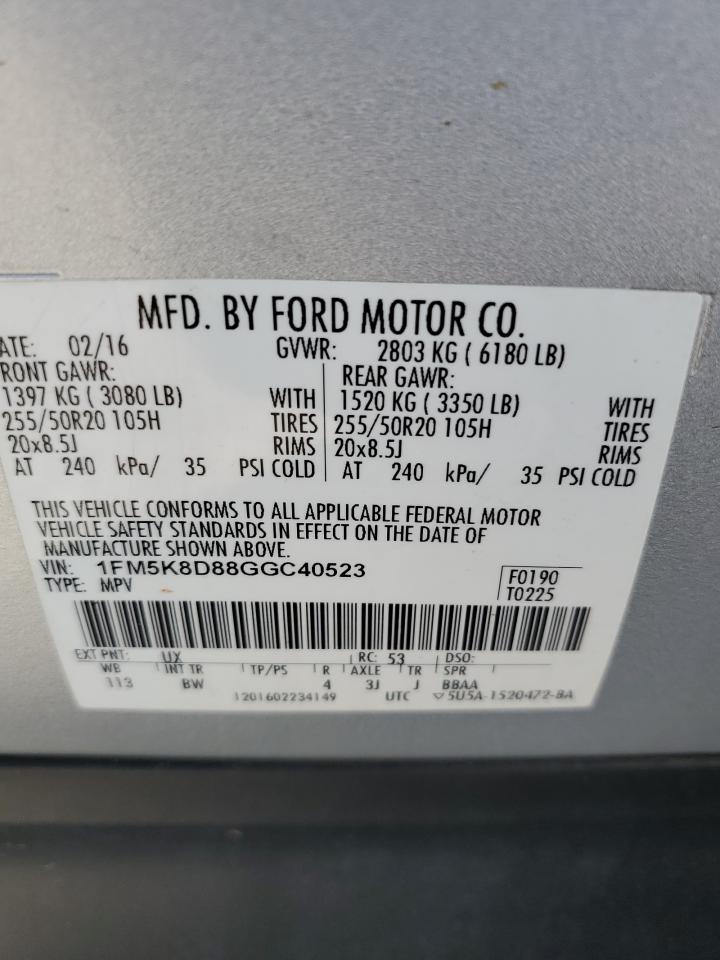 MFD. BY FORD MOTOR CO.
ATE: 02/16 GVWR: 2803 KG ( 6180 LB)
RONT GAWR: REAR GAWR:
1397 KG ( 3080 LB) WITH 1520 KG ( 3350 LB) WITH
255/50R20 105H TIRES 255/50R20 105H TIRES
20x8.5J RIMS 20x8.5J RIMS
AT 240 kPa/ 35 PSI COLD AT 240 kPa/ 35 PSI COLD
THIS VEHICLE CONFORMS TO ALL APPLICABLE FEDERAL MOTOR
VEHICLE SAFETY STANDARDS IN EFFECT ON THE DATE OF
MANUFACTURE SHOWN ABOVE.
VIN: 1FM5K8D88GGC40523 F0190
TYPE: MPV T0225
EXT PNT: UX RC: 53 DSO:
WB INT TR TP/PS R AXLE TR SPR
113 BW 4 3J J BBAA
1201602234149 UTC ▽5U5A-1520472-BA